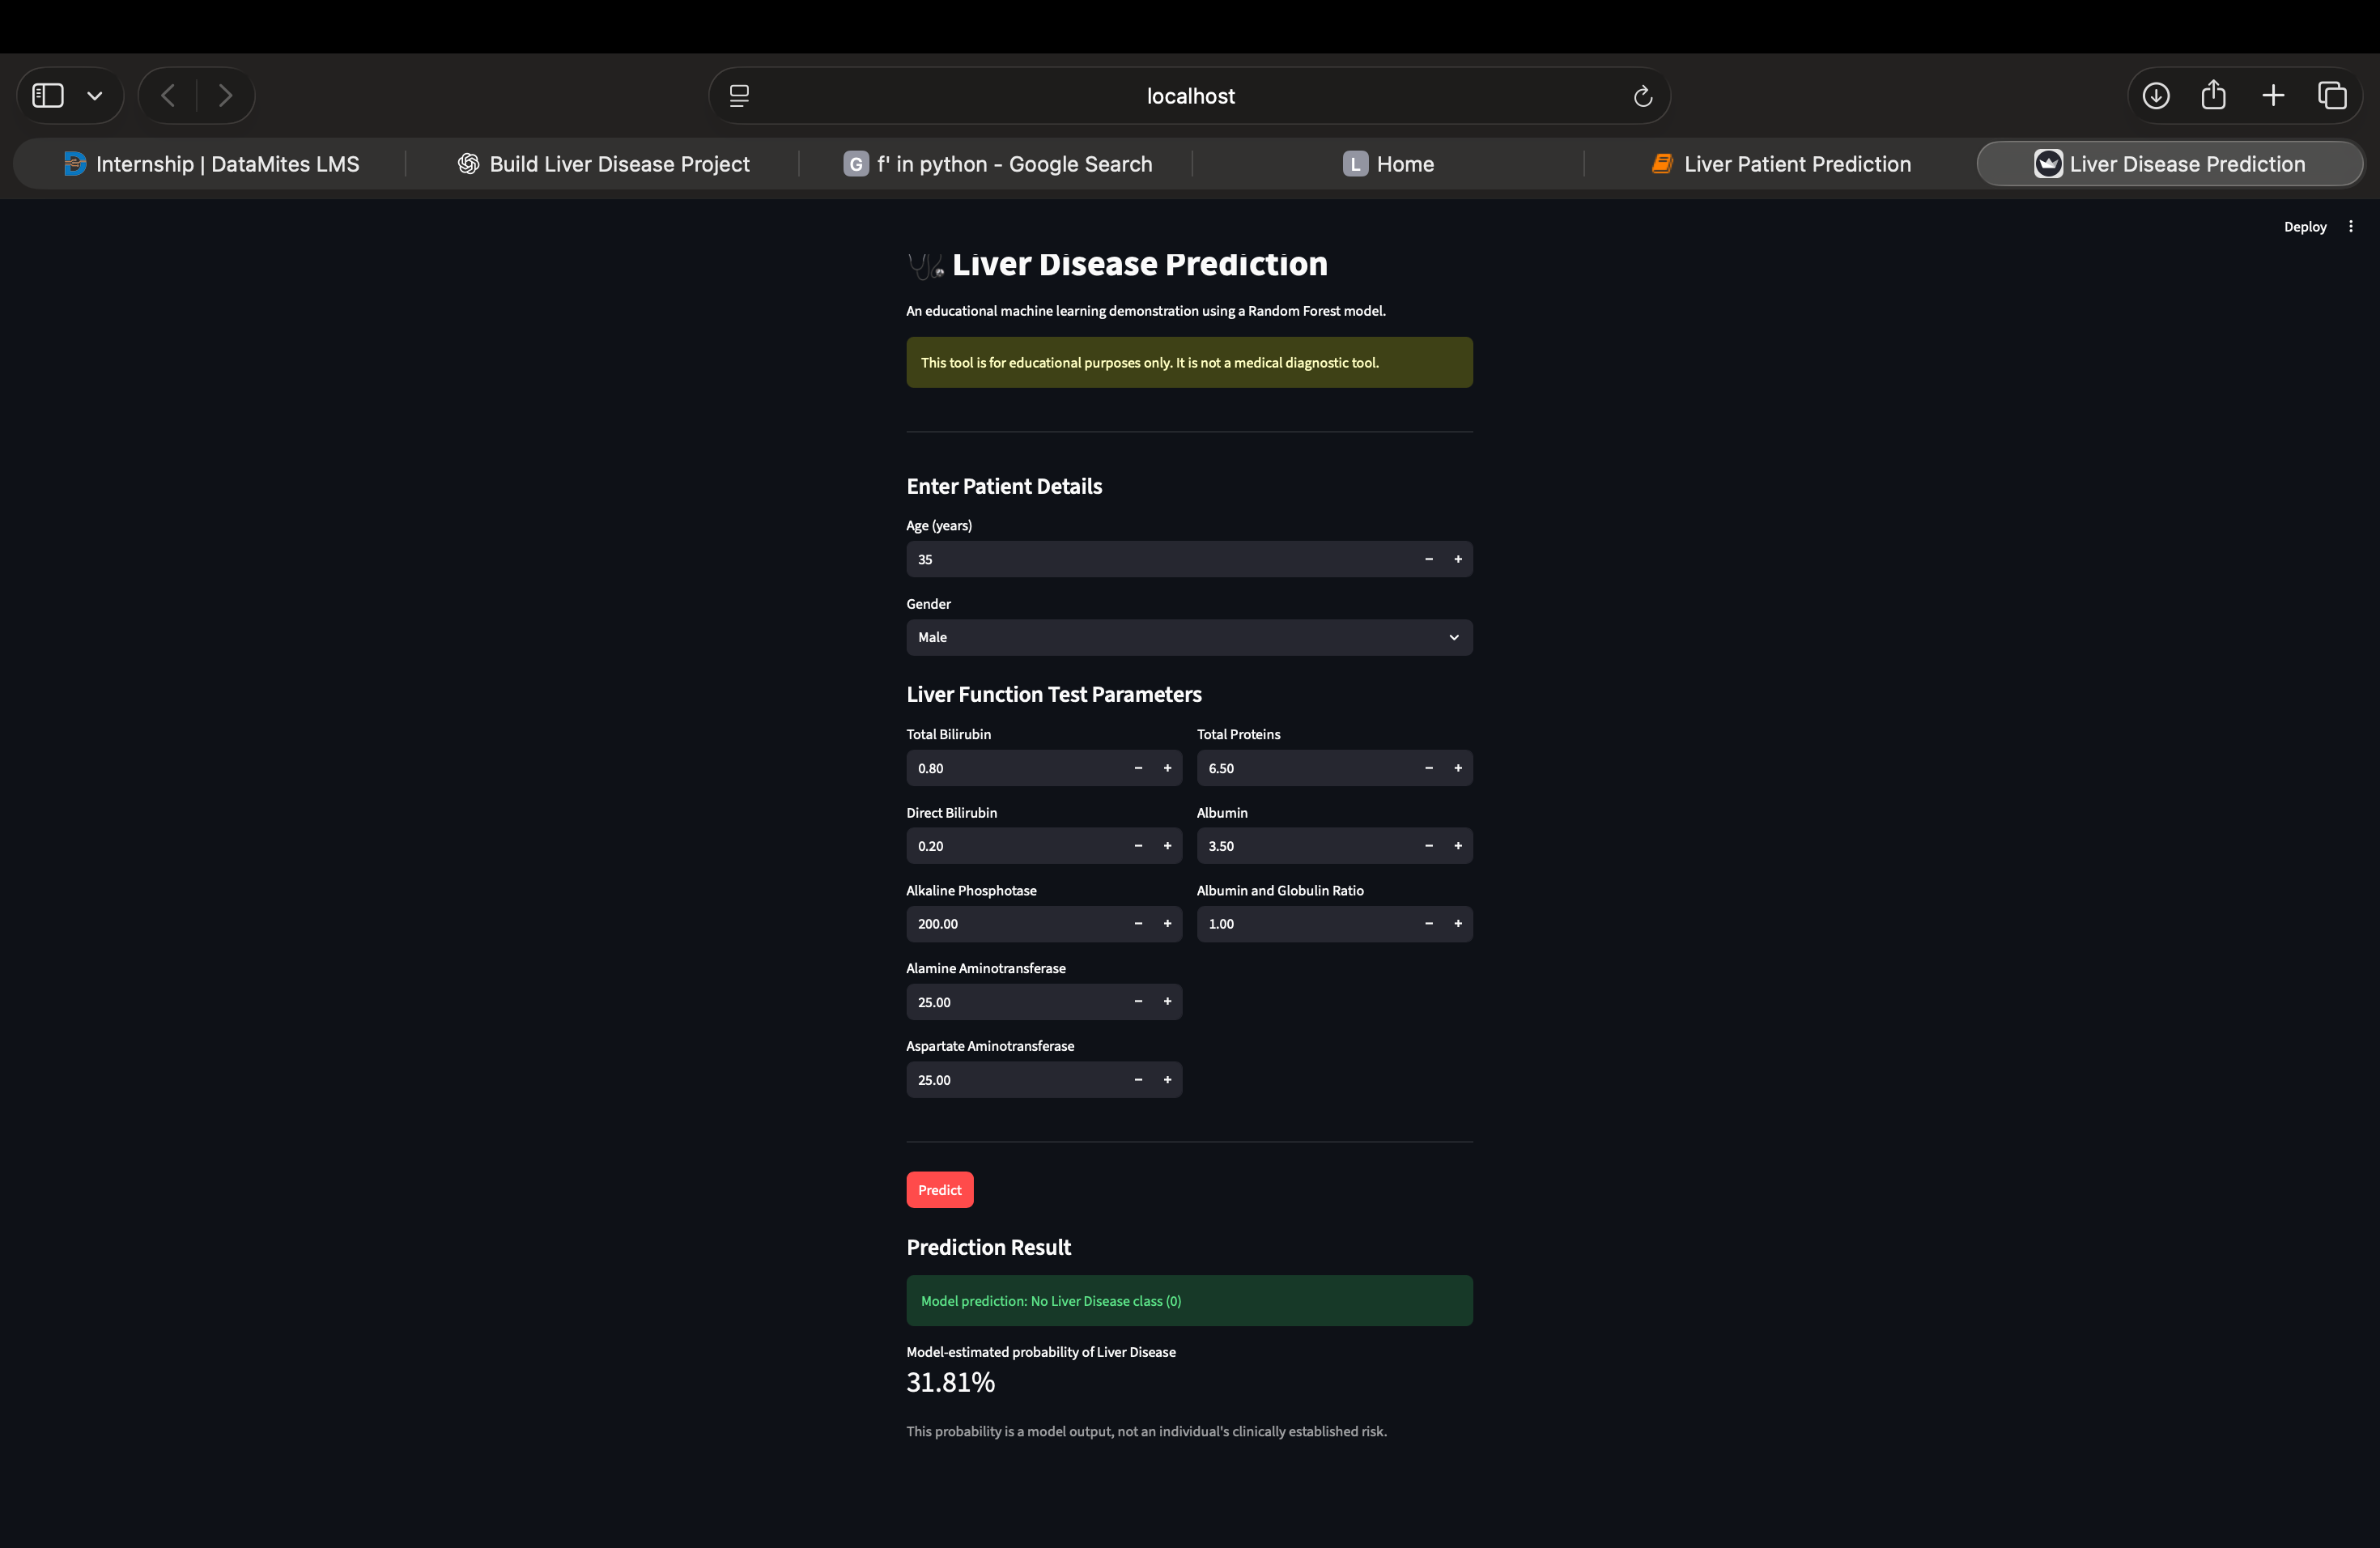 localhost
Internship | DataMites LMS
Build Liver Disease Project
G f' in python - Google Search
L Home
Liver Patient Prediction
Liver Disease Prediction
Deploy
Liver Disease Prediction
An educational machine learning demonstration using a Random Forest model.
This tool is for educational purposes only. It is not a medical diagnostic tool.
Enter Patient Details
Age (years)
35
Gender
Male
Liver Function Test Parameters
Total Bilirubin
0.80
Total Proteins
6.50
Direct Bilirubin
0.20
Albumin
3.50
Alkaline Phosphotase
200.00
Albumin and Globulin Ratio
1.00
Alamine Aminotransferase
25.00
Aspartate Aminotransferase
25.00
Predict
Prediction Result
Model prediction: No Liver Disease class (0)
Model-estimated probability of Liver Disease
31.81%
This probability is a model output, not an individual's clinically established risk.